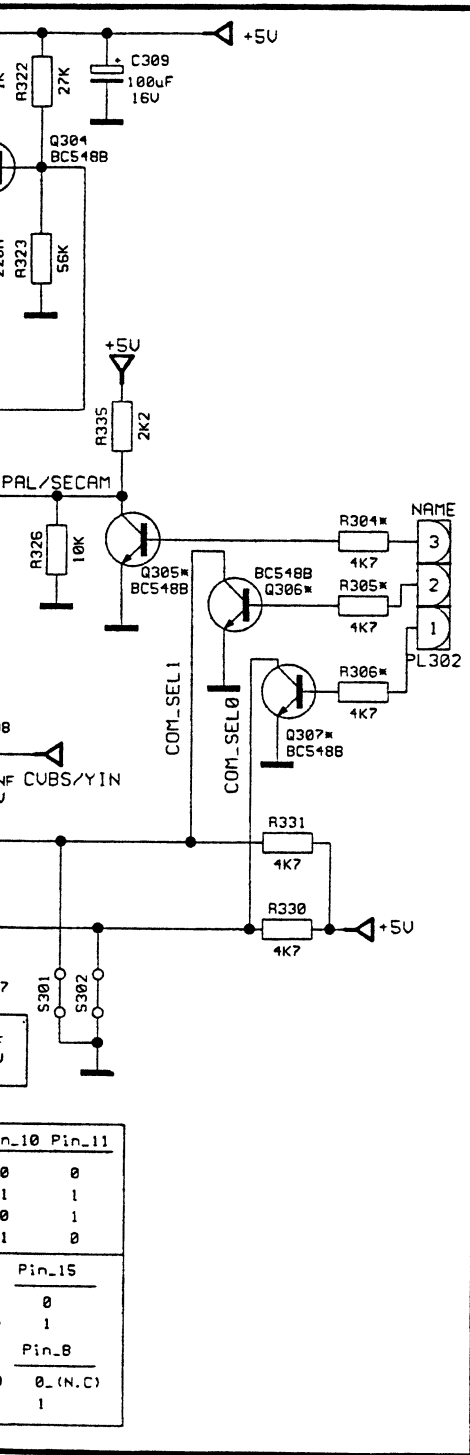 +5V
R322
27K
+ C309
100uF
16V
Q304
BC548B
R323
56K
+5V
R335
2K2
PAL/SECAM
R326
10K
Q305*
BC548B
BC548B
Q306*
Q307*
BC548B
R304*
4K7
R305*
4K7
R306*
4K7
NAME
3
2
1
PL302
COM_SEL1
COM_SEL0
CVBS/YIN
R331
4K7
R330
4K7
+5V
S301
S302
Pin_11
0 0
1 1
0 1
1 0
Pin_15
0
1
Pin_8
0_(N.C)
1